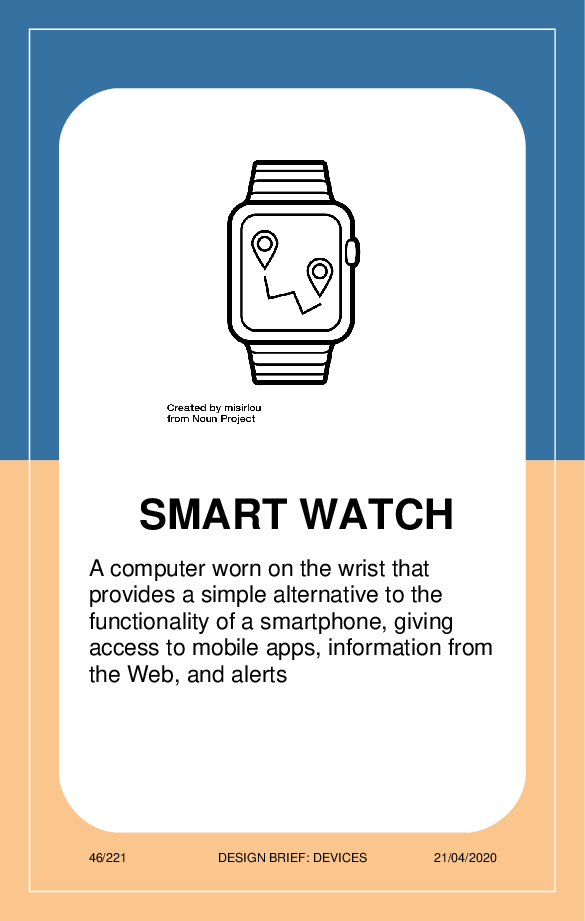 Created by misirlou
from Noun Project
SMART WATCH
A computer worn on the wrist that
provides a simple alternative to the
functionality of a smartphone, giving
access to mobile apps, information from
the Web, and alerts
46/221 DESIGN BRIEF: DEVICES 21/04/2020